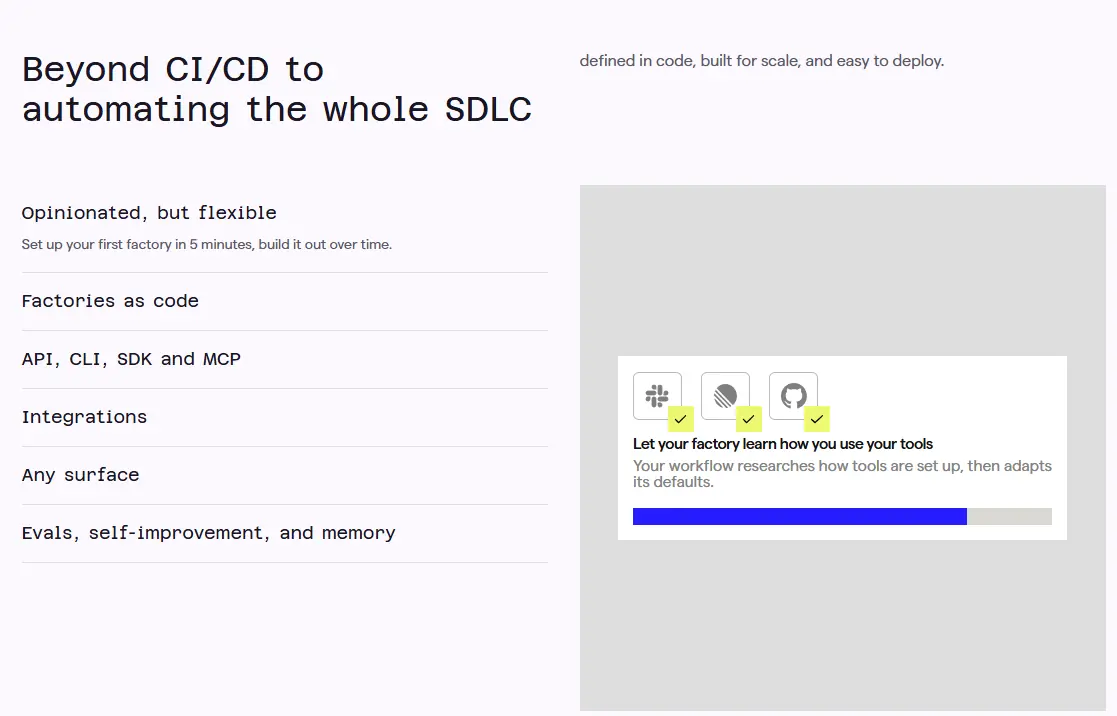 Beyond CI/CD to
automating the whole SDLC
defined in code, built for scale, and easy to deploy.
Opinionated, but flexible
Set up your first factory in 5 minutes, build it out over time.
Factories as code
API, CLI, SDK and MCP
Integrations
Any surface
Evals, self-improvement, and memory
Let your factory learn how you use your tools
Your workflow researches how tools are set up, then adapts
its defaults.